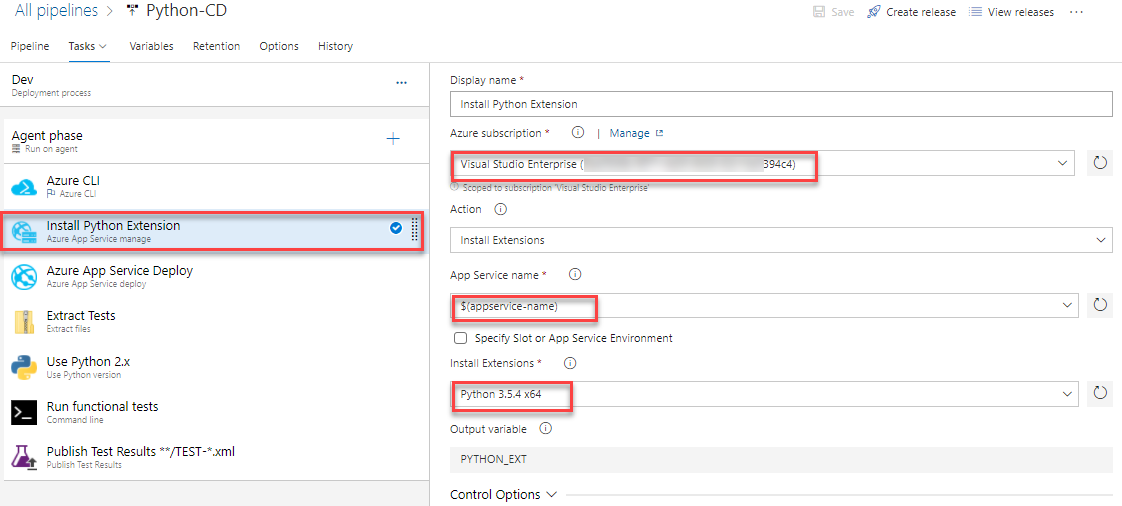 All pipelines > Python-CD
Save Create release View releases ...
Pipeline Tasks Variables Retention Options History
Dev
Deployment process
...
Agent phase
Run on agent
Azure CLI
Azure CLI
Install Python Extension
Azure App Service manage
Azure App Service Deploy
Azure App Service deploy
Extract Tests
Extract files
Use Python 2.x
Use Python version
Run functional tests
Command line
Publish Test Results **/TEST-*.xml
Publish Test Results
Display name *
Install Python Extension
Azure subscription * | Manage
Visual Studio Enterprise ( 394c4)
Scoped to subscription 'Visual Studio Enterprise'
Action
Install Extensions
App Service name *
$(appservice-name)
Specify Slot or App Service Environment
Install Extensions *
Python 3.5.4 x64
Output variable
PYTHON_EXT
Control Options